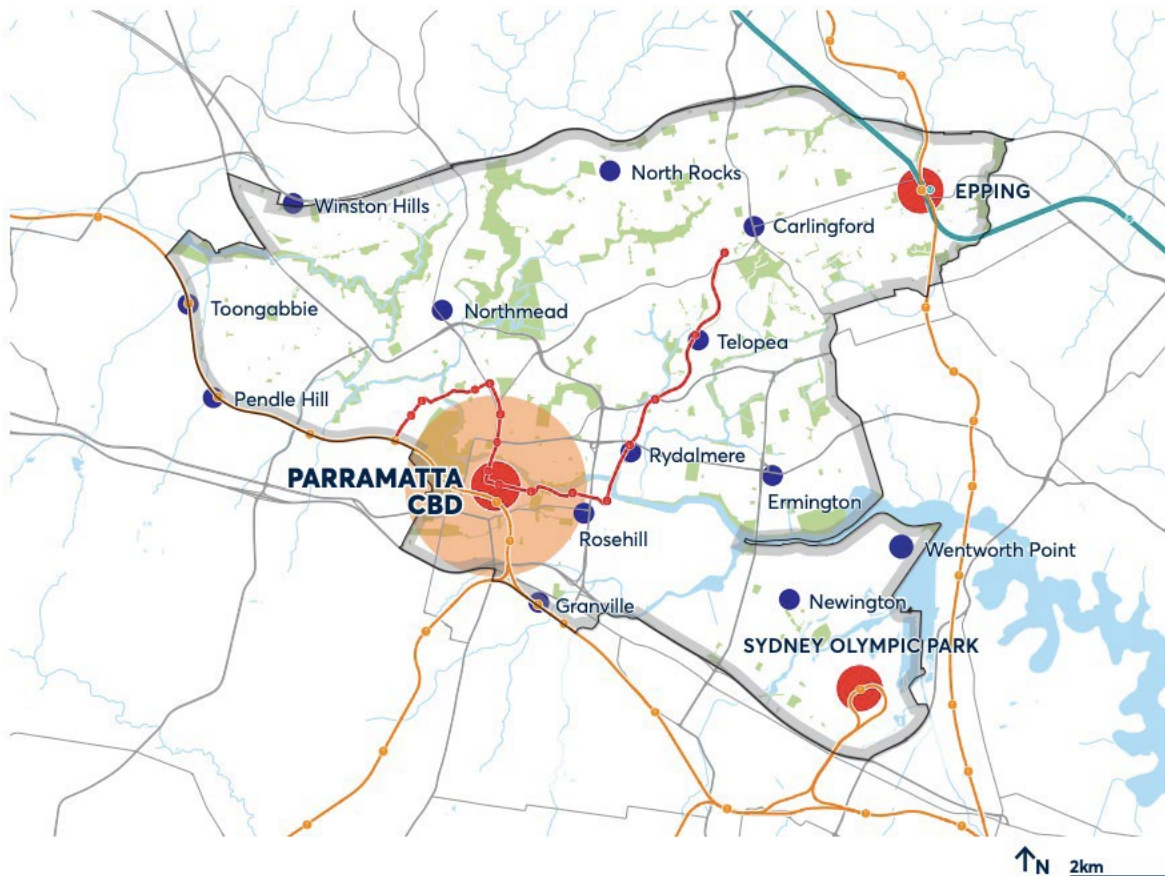 North Rocks
EPPING
Winston Hills
Carlingford
Toongabbie
Northmead
Telopea
Pendle Hill
PARRAMATTA
CBD
Rydalmere
Ermington
Rosehill
Wentworth Point
Granville
Newington
SYDNEY OLYMPIC PARK
N
2km